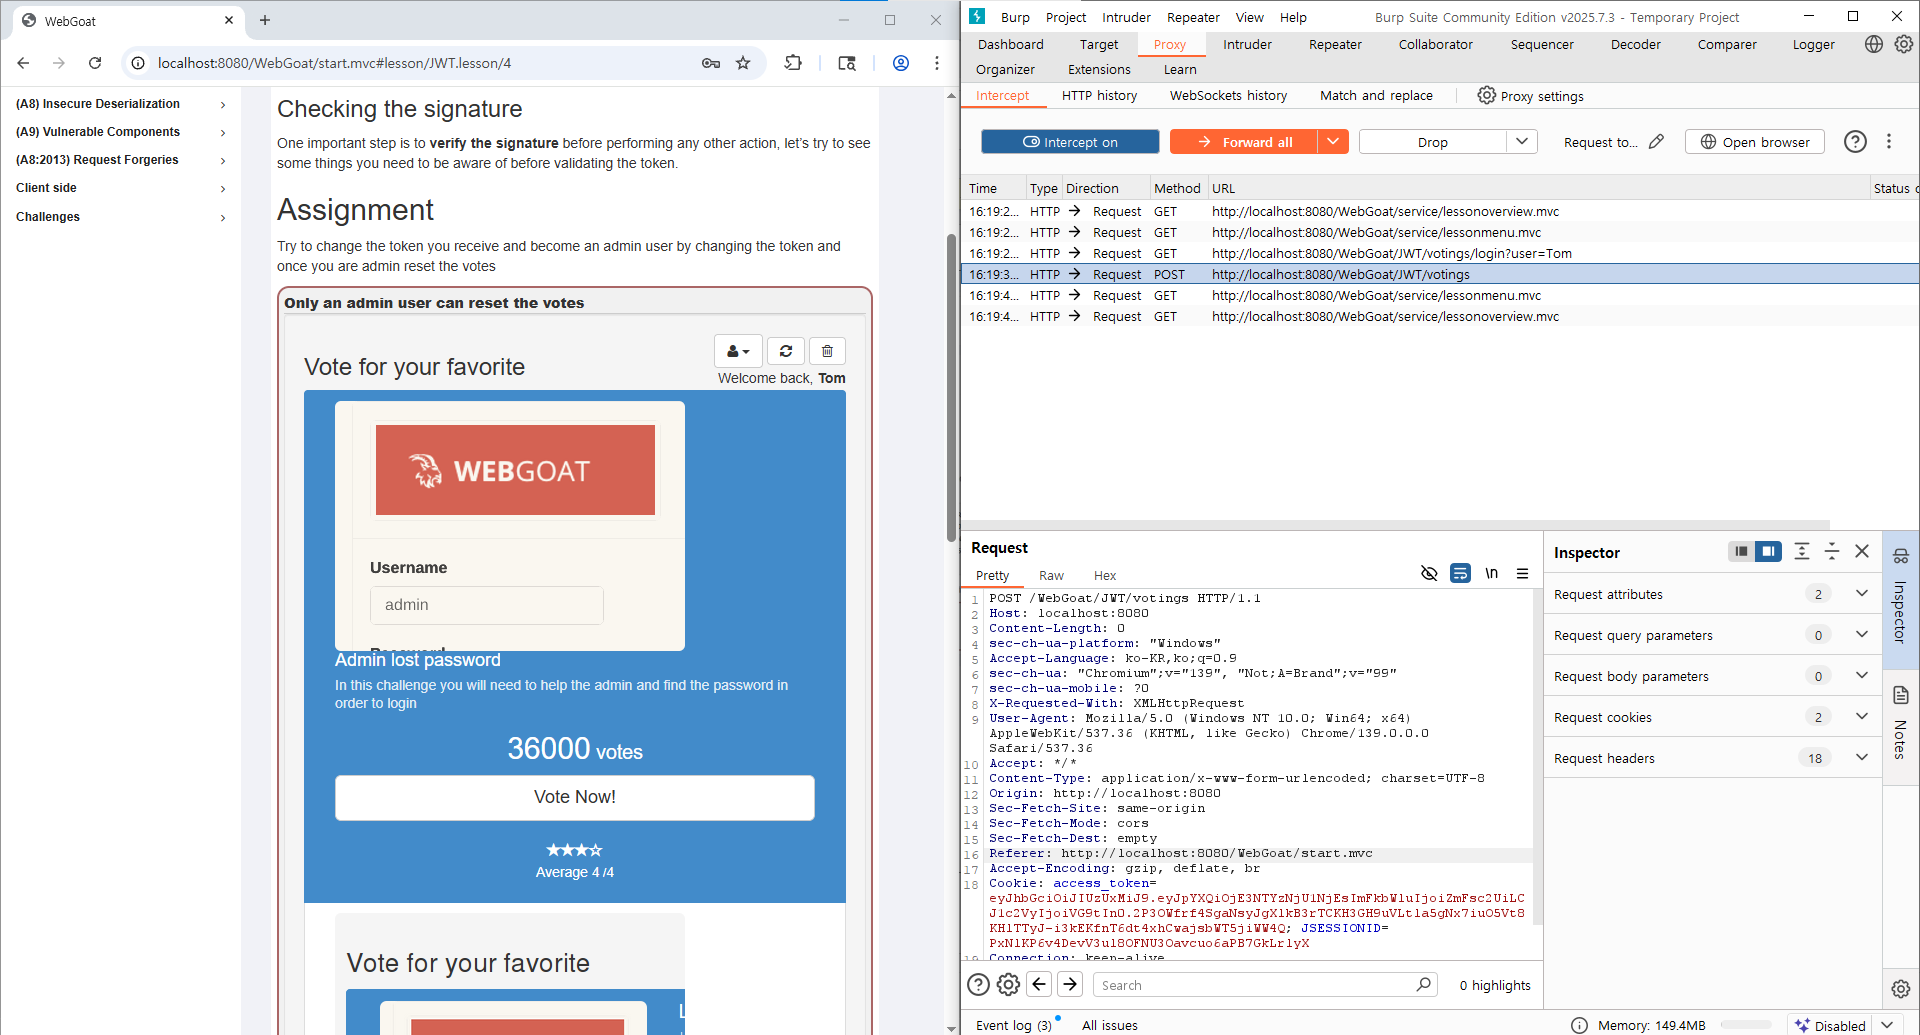 WebGoat
localhost:8080/WebGoat/start.mvc#lesson/JWT.lesson/4
(A8) Insecure Deserialization
(A9) Vulnerable Components
(A8:2013) Request Forgeries
Client side
Challenges
Checking the signature
One important step is to verify the signature before performing any other action, let's try to see
some things you need to be aware of before validating the token.
Assignment
Try to change the token you receive and become an admin user by changing the token and
once you are admin reset the votes
Only an admin user can reset the votes
Vote for your favorite
Welcome back, Tom
WEBGOAT
Username
admin
Admin lost password
In this challenge you will need to help the admin and find the password in
order to login
36000 votes
Vote Now!
Average 4 /4
Vote for your favorite
Burp Project Intruder Repeater View Help Burp Suite Community Edition v2025.7.3 - Temporary Project
Dashboard Target Proxy Intruder Repeater Collaborator Sequencer Decoder Comparer Logger
Organizer Extensions Learn
Intercept HTTP history WebSockets history Match and replace Proxy settings
Intercept on Forward all Drop Request to... Open browser
Time Type Direction Method URL Status c
16:19:2... HTTP → Request GET http://localhost:8080/WebGoat/service/lessonoverview.mvc
16:19:2... HTTP → Request GET http://localhost:8080/WebGoat/service/lessonmenu.mvc
16:19:2... HTTP → Request GET http://localhost:8080/WebGoat/JWT/votings/login?user=Tom
16:19:3... HTTP → Request POST http://localhost:8080/WebGoat/JWT/votings
16:19:4... HTTP → Request GET http://localhost:8080/WebGoat/service/lessonmenu.mvc
16:19:4... HTTP → Request GET http://localhost:8080/WebGoat/service/lessonoverview.mvc
Request
Pretty Raw Hex \n
1 POST /WebGoat/JWT/votings HTTP/1.1
2 Host: localhost:8080
3 Content-Length: 0
4 sec-ch-ua-platform: "Windows"
5 Accept-Language: ko-KR,ko;q=0.9
6 sec-ch-ua: "Chromium";v="139", "Not;A=Brand";v="99"
7 sec-ch-ua-mobile: ?0
8 X-Requested-With: XMLHttpRequest
9 User-Agent: Mozilla/5.0 (Windows NT 10.0; Win64; x64)
AppleWebKit/537.36 (KHTML, like Gecko) Chrome/139.0.0.0
Safari/537.36
10 Accept: */*
11 Content-Type: application/x-www-form-urlencoded; charset=UTF-8
12 Origin: http://localhost:8080
13 Sec-Fetch-Site: same-origin
14 Sec-Fetch-Mode: cors
15 Sec-Fetch-Dest: empty
16 Referer: http://localhost:8080/WebGoat/start.mvc
17 Accept-Encoding: gzip, deflate, br
18 Cookie: access_token=
JSESSIONID=
19 Connection: keep-alive
Search 0 highlights
Inspector
Request attributes 2
Request query parameters 0
Request body parameters 0
Request cookies 2
Request headers 18
Inspector
Notes
Event log (3) All issues Memory: 149.4MB Disabled